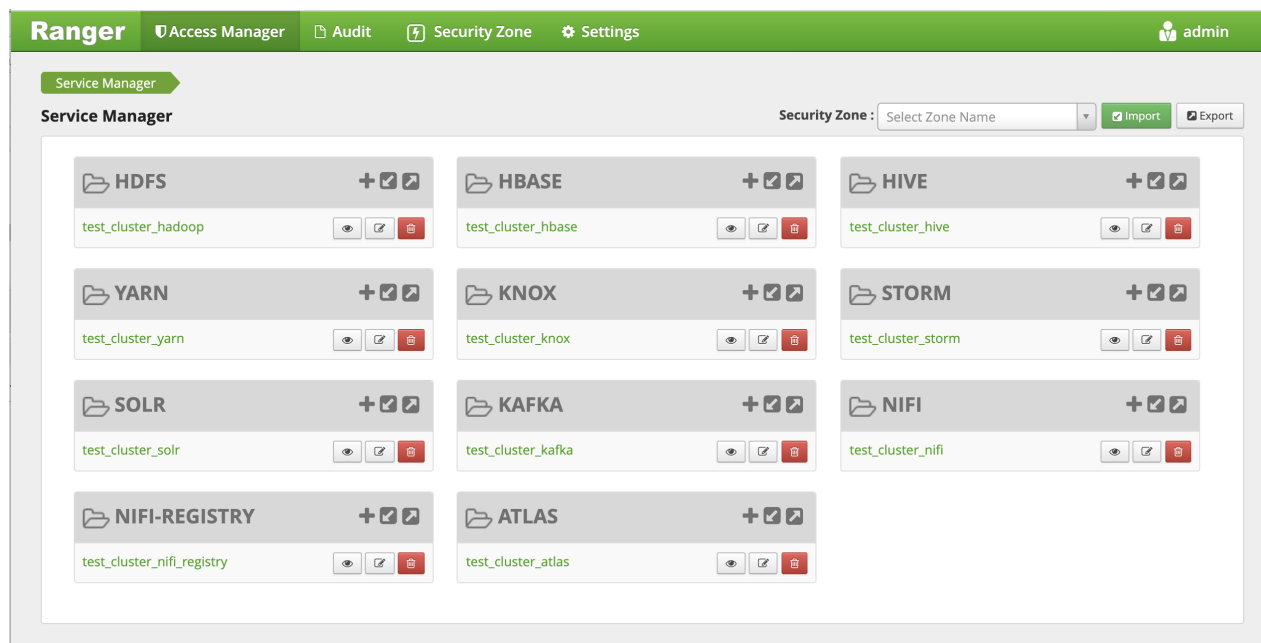 Ranger Access Manager Audit Security Zone Settings admin
Service Manager
Service Manager Security Zone : Select Zone Name Import Export
HDFS HBASE HIVE
test_cluster_hadoop test_cluster_hbase test_cluster_hive
YARN KNOX STORM
test_cluster_yarn test_cluster_knox test_cluster_storm
SOLR KAFKA NIFI
test_cluster_solr test_cluster_kafka test_cluster_nifi
NIFI-REGISTRY ATLAS
test_cluster_nifi_registry test_cluster_atlas